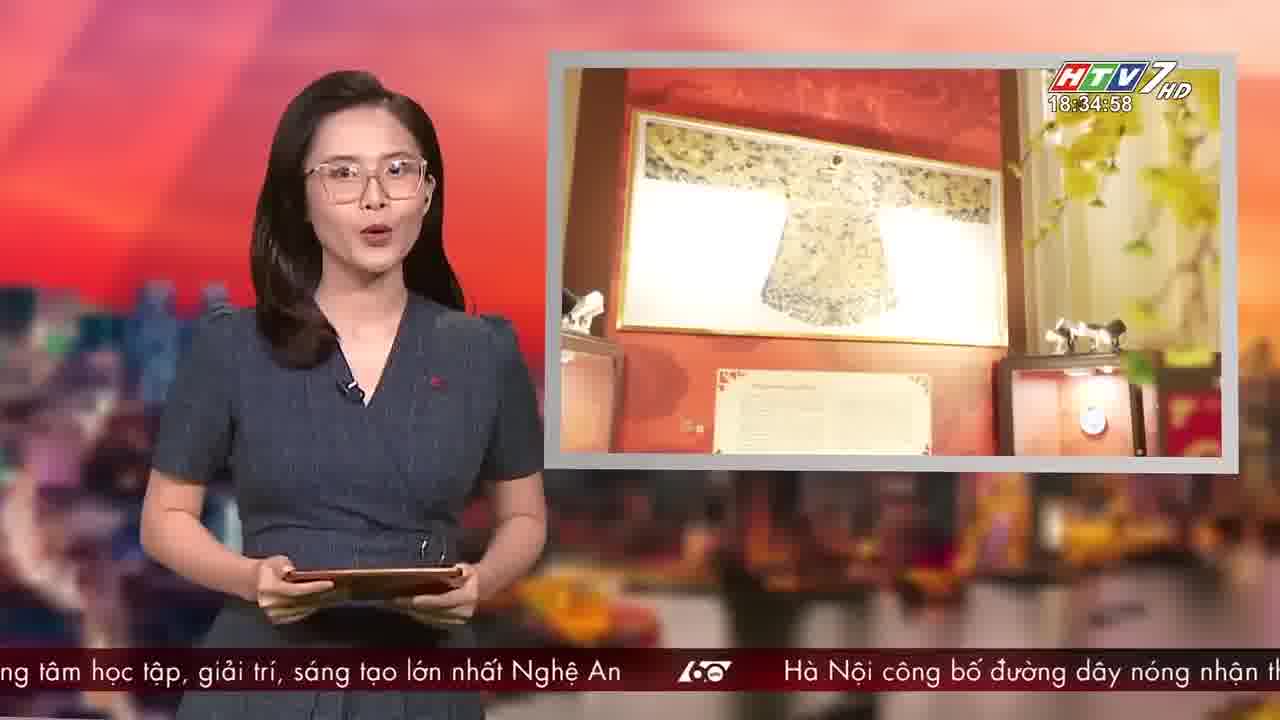 HTV7 HD
18:34:58
ng tâm học tập, giải trí, sáng tạo lớn nhất Nghệ An
60
Hà Nội công bố đường dây nóng nhận th